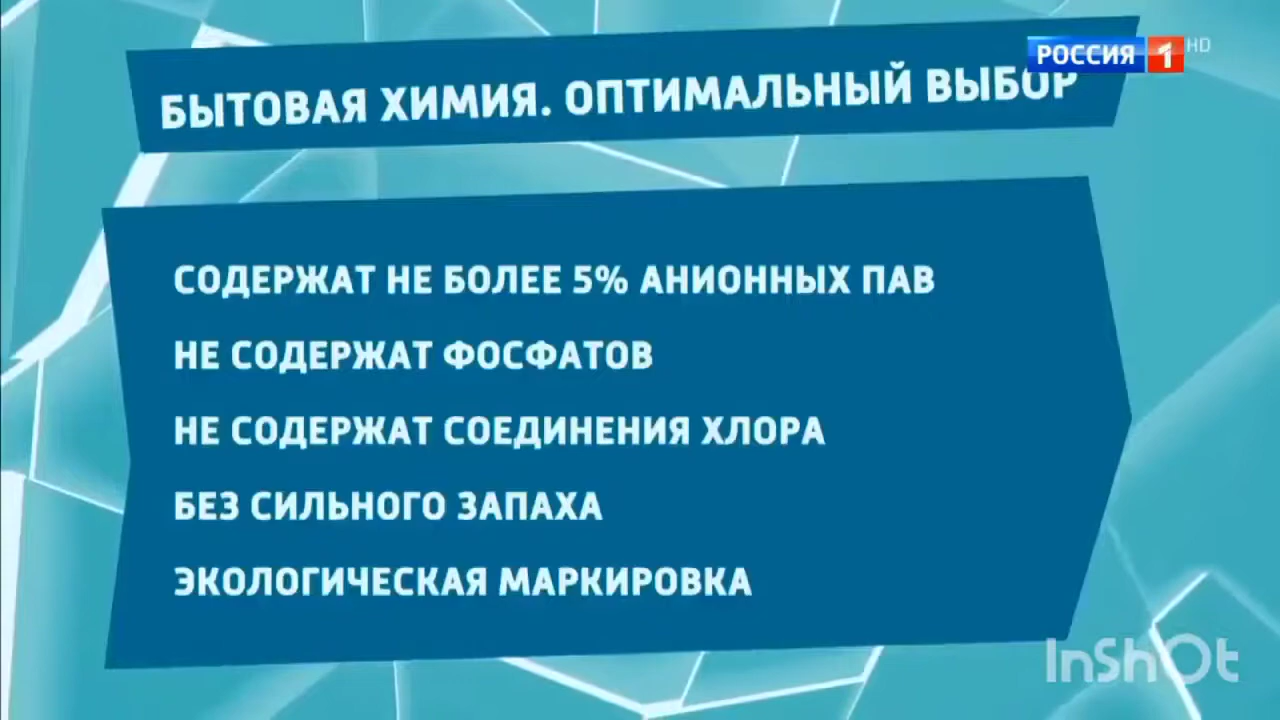 РОССИЯ 1 HD
БЫТОВАЯ ХИМИЯ. ОПТИМАЛЬНЫЙ ВЫБОР
СОДЕРЖАТ НЕ БОЛЕЕ 5% АНИОННЫХ ПАВ
НЕ СОДЕРЖАТ ФОСФАТОВ
НЕ СОДЕРЖАТ СОЕДИНЕНИЯ ХЛОРА
БЕЗ СИЛЬНОГО ЗАПАХА
ЭКОЛОГИЧЕСКАЯ МАРКИРОВКА
InShOt